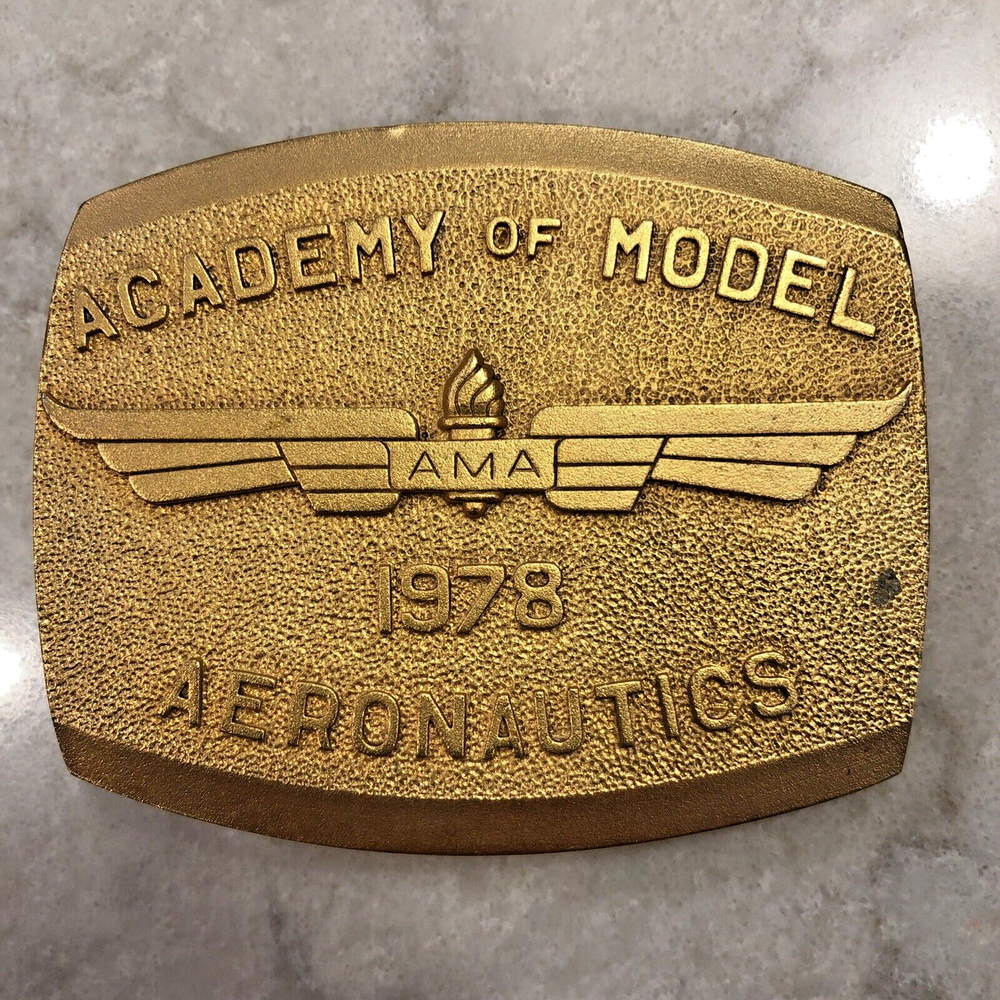 ACADEMY OF MODEL
AMA
1978
AERONAUTICS